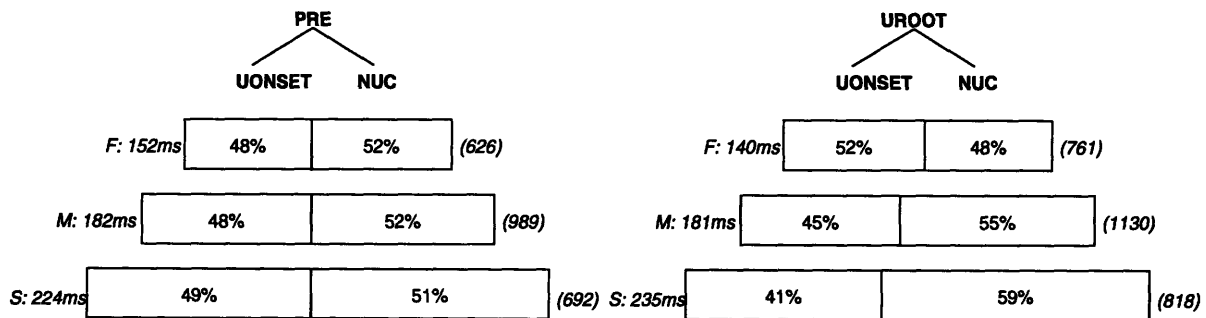 PRE
UONSET NUC
F: 152ms 48% 52% (626)
M: 182ms 48% 52% (989)
S: 224ms 49% 51% (692)
UROOT
UONSET NUC
F: 140ms 52% 48% (761)
M: 181ms 45% 55% (1130)
S: 235ms 41% 59% (818)